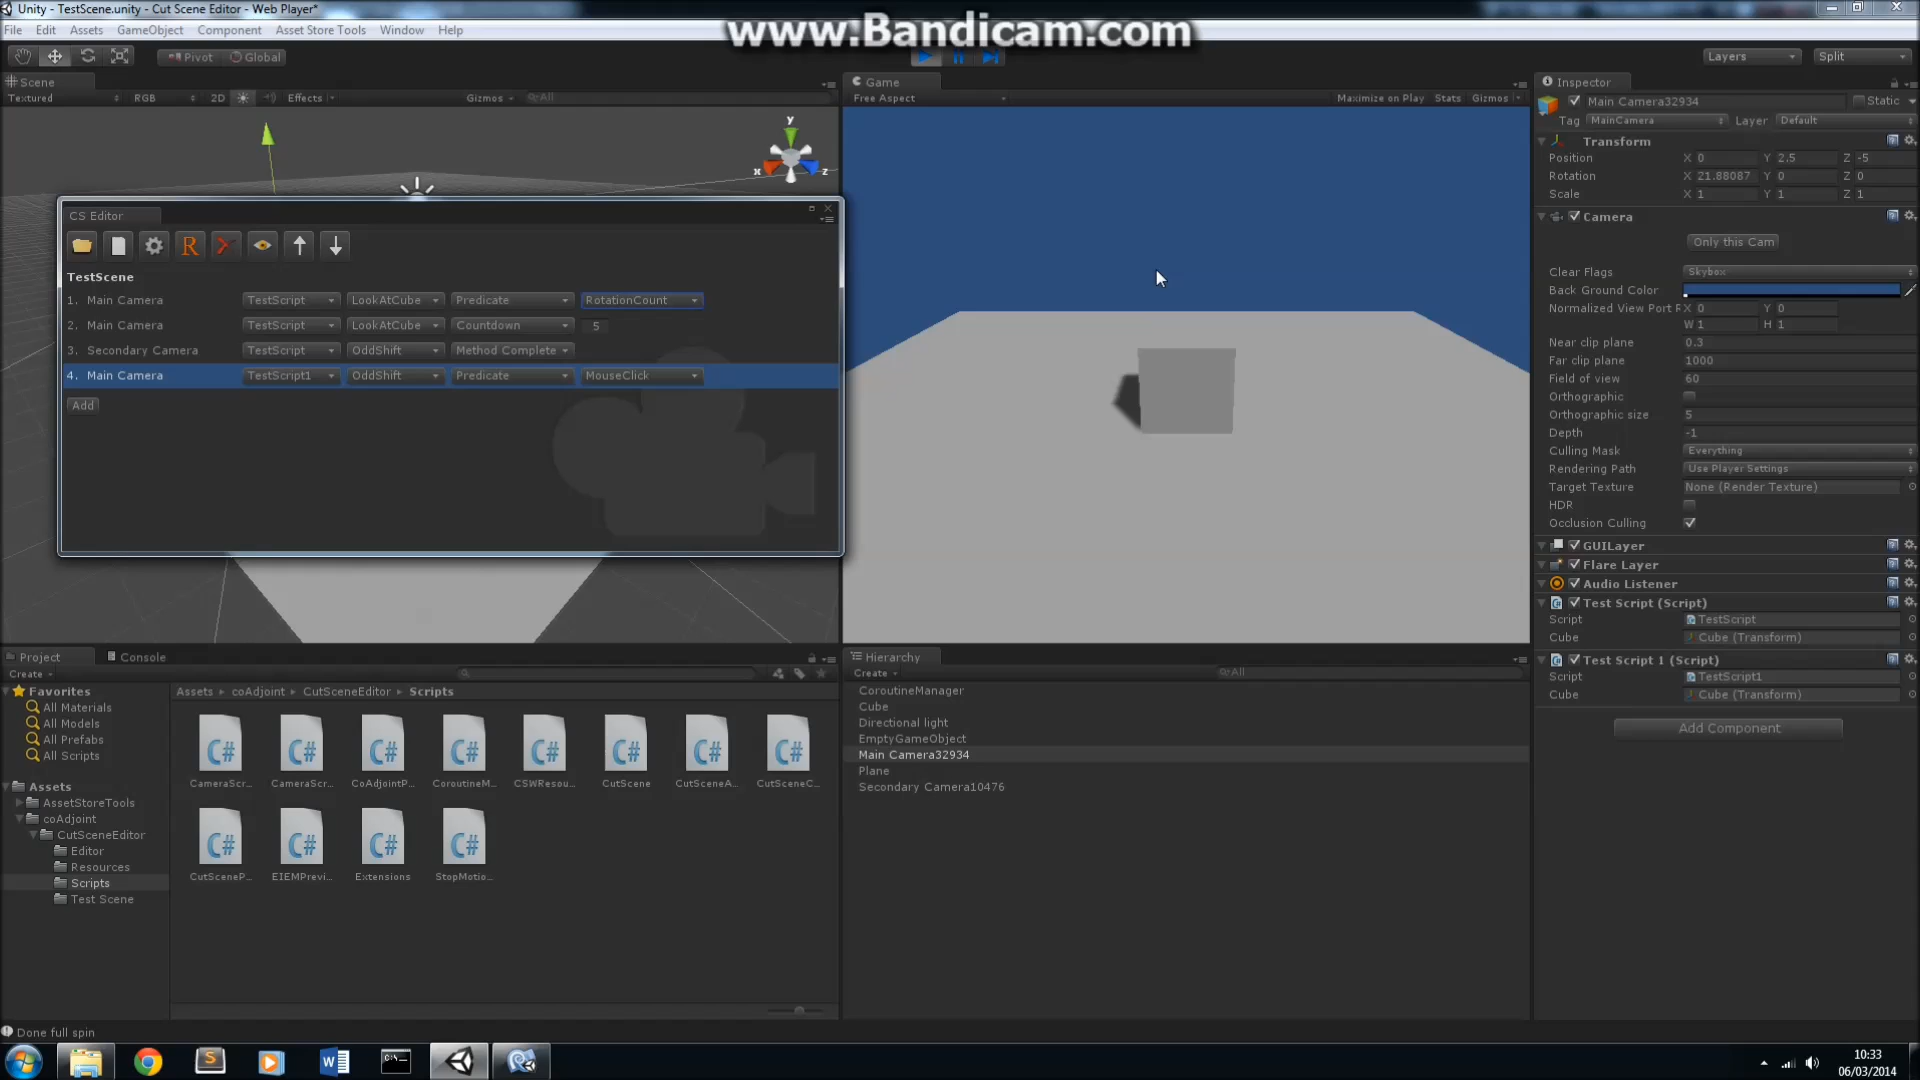 Unity - TestScene.unity - Cut Scene Editor - Web Player*
www.Bandicam.com
File Edit Assets GameObject Component Asset Store Tools Window Help
Pivot Global Layers Split
Scene
Textured RGB 2D Effects Gizmos All
y
x z
CS Editor
R
TestScene
1. Main Camera TestScript LookAtCube Predicate RotationCount
2. Main Camera TestScript LookAtCube Countdown 5
3. Secondary Camera TestScript OddShift Method Complete
4. Main Camera TestScript1 OddShift Predicate MouseClick
Add
Game
Free Aspect Maximize on Play Stats Gizmos
Inspector
Main Camera32934 Static
Tag MainCamera Layer Default
Transform
Position X 0 Y 2.5 Z -5
Rotation X 21.88087 Y 0 Z 0
Scale X 1 Y 1 Z 1
Camera
Only this Cam
Clear Flags Skybox
Back Ground Color
Normalized View Port R X 0 Y 0
W 1 H 1
Near clip plane 0.3
Far clip plane 1000
Field of view 60
Orthographic
Orthographic size 5
Depth -1
Culling Mask Everything
Rendering Path Use Player Settings
Target Texture None (Render Texture)
HDR
Occlusion Culling
GUILayer
Flare Layer
Audio Listener
Test Script (Script)
Script TestScript
Cube Cube (Transform)
Test Script 1 (Script)
Script TestScript1
Cube Cube (Transform)
Add Component
Project Console
Create
Favorites
All Materials
All Models
All Prefabs
All Scripts
Assets
AssetStoreTools
coAdjoint
CutSceneEditor
Editor
Resources
Scripts
Test Scene
Assets coAdjoint CutSceneEditor Scripts
C# C# C# C# C# C# C# C#
CameraScr... CameraScr... CoAdjointP... CoroutineM... CSWResou... CutScene CutSceneA... CutSceneC...
C# C# C# C#
CutSceneP... EIEMPrevi... Extensions StopMotio...
Hierarchy
Create All
CoroutineManager
Cube
Directional light
EmptyGameObject
Main Camera32934
Plane
Secondary Camera10476
Done full spin
10:33
06/03/2014